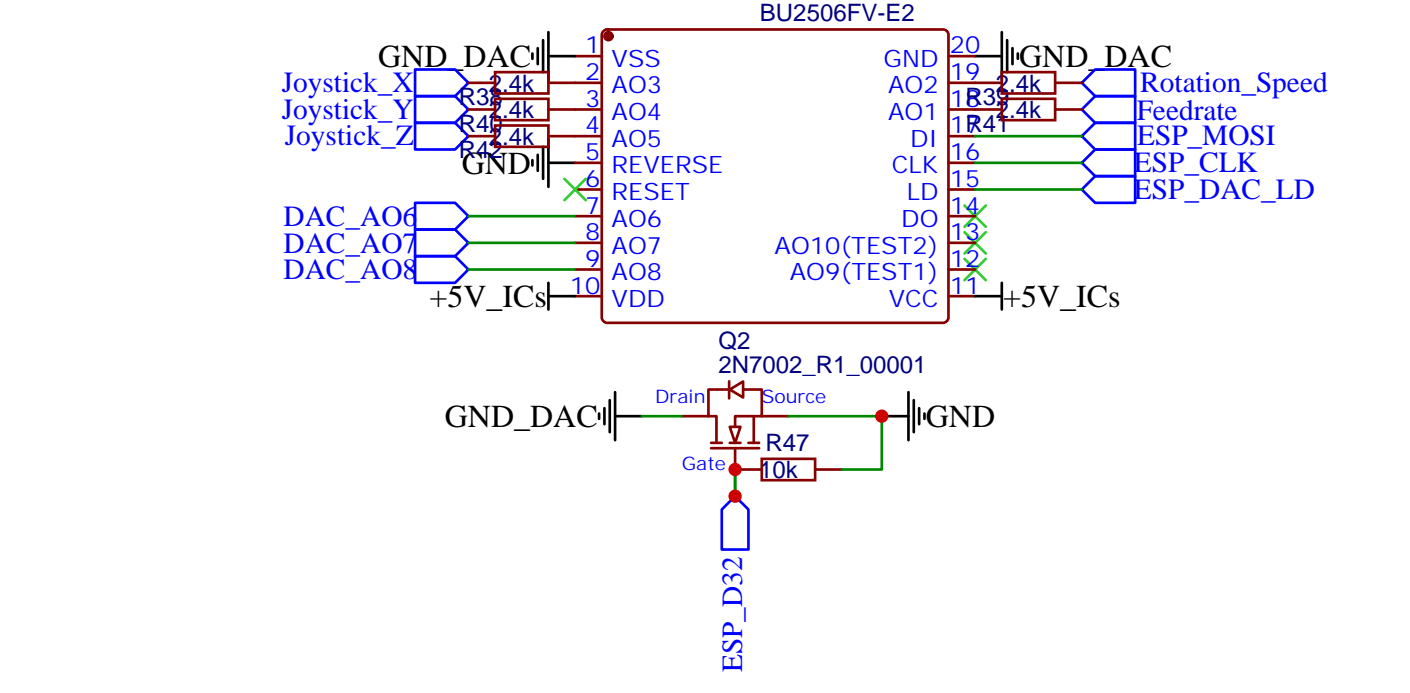 BU2506FV-E2
GND_DAC 1 VSS GND 20 GND_DAC
Joystick_X 2.4k 2 AO3 AO2 19 2.4k Rotation_Speed
Joystick_Y 2.4k 3 AO4 AO1 18 2.4k Feedrate
Joystick_Z 2.4k 4 AO5 DI 17 R41 ESP_MOSI
R42
GND 5 REVERSE CLK 16 ESP_CLK
6 RESET LD 15 ESP_DAC_LD
DAC_AO6 7 AO6 DO 14
DAC_AO7 8 AO7 AO10(TEST2) 13
DAC_AO8 9 AO8 AO9(TEST1) 12
+5V_ICs 10 VDD VCC 11 +5V_ICs
Q2
2N7002_R1_00001
Drain Source
GND_DAC GND
R47
Gate 10k
ESP_D32